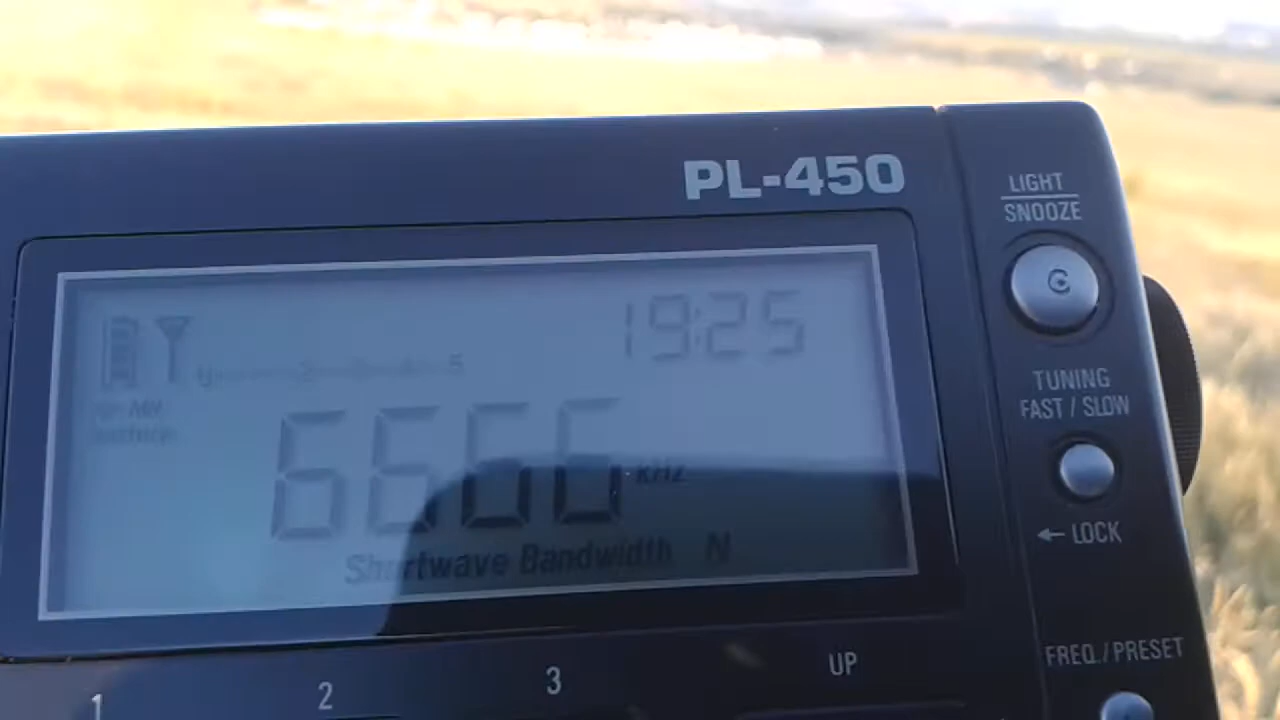 PL-450
LIGHT
SNOOZE
19:25
TUNING
FAST / SLOW
6666 kHz
← LOCK
Shortwave Bandwidth N
FREQ. / PRESET
1 2 3 UP